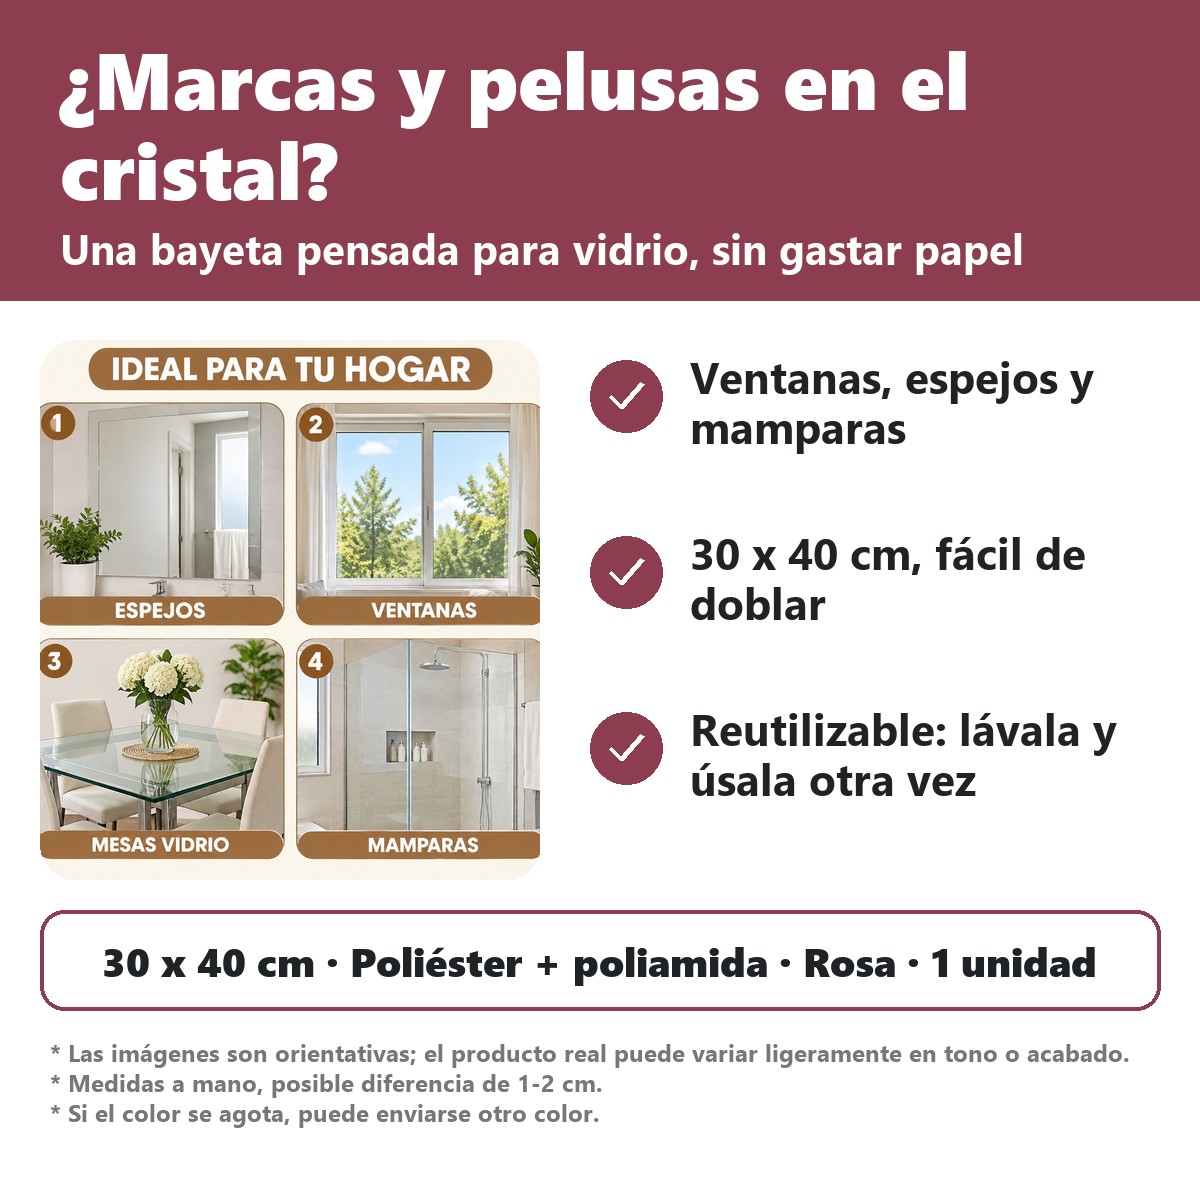 ¿Marcas y pelusas en el
cristal?
Una bayeta pensada para vidrio, sin gastar papel
IDEAL PARA TU HOGAR
1
ESPEJOS
2
VENTANAS
3
MESAS VIDRIO
4
MAMPARAS
Ventanas, espejos y
mamparas
30 x 40 cm, fácil de
doblar
Reutilizable: lávala y
úsala otra vez
30 x 40 cm · Poliéster + poliamida · Rosa · 1 unidad
* Las imágenes son orientativas; el producto real puede variar ligeramente en tono o acabado.
* Medidas a mano, posible diferencia de 1-2 cm.
* Si el color se agota, puede enviarse otro color.